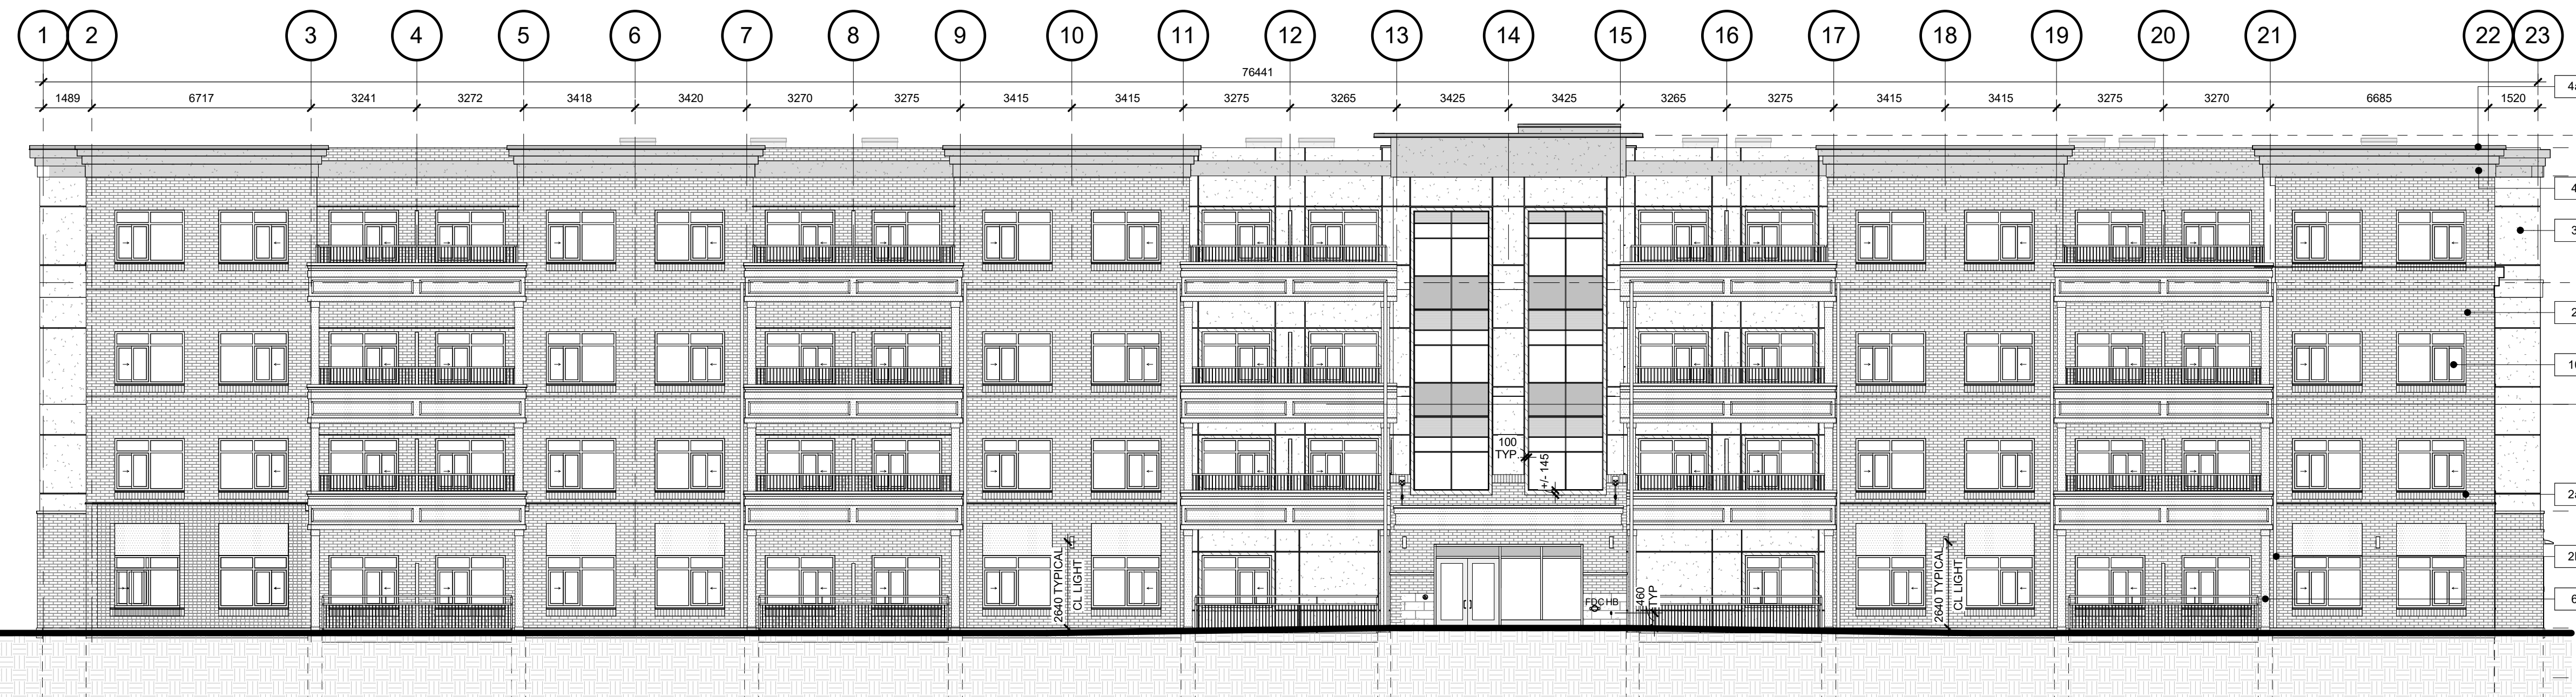 1 2 3 4 5 6 7 8 9 10 11 12 13 14 15 16 17 18 19 20 21 22 23
76441
1489 6717 3241 3272 3418 3420 3270 3275 3415 3415 3275 3265 3425 3425 3265 3275 3415 3415 3275 3270 6685 1520
100
TYP.
+/- 145
2640 TYPICAL
CL LIGHT
FDC HB
460
TYP
2640 TYPICAL
CL LIGHT
3
2
6